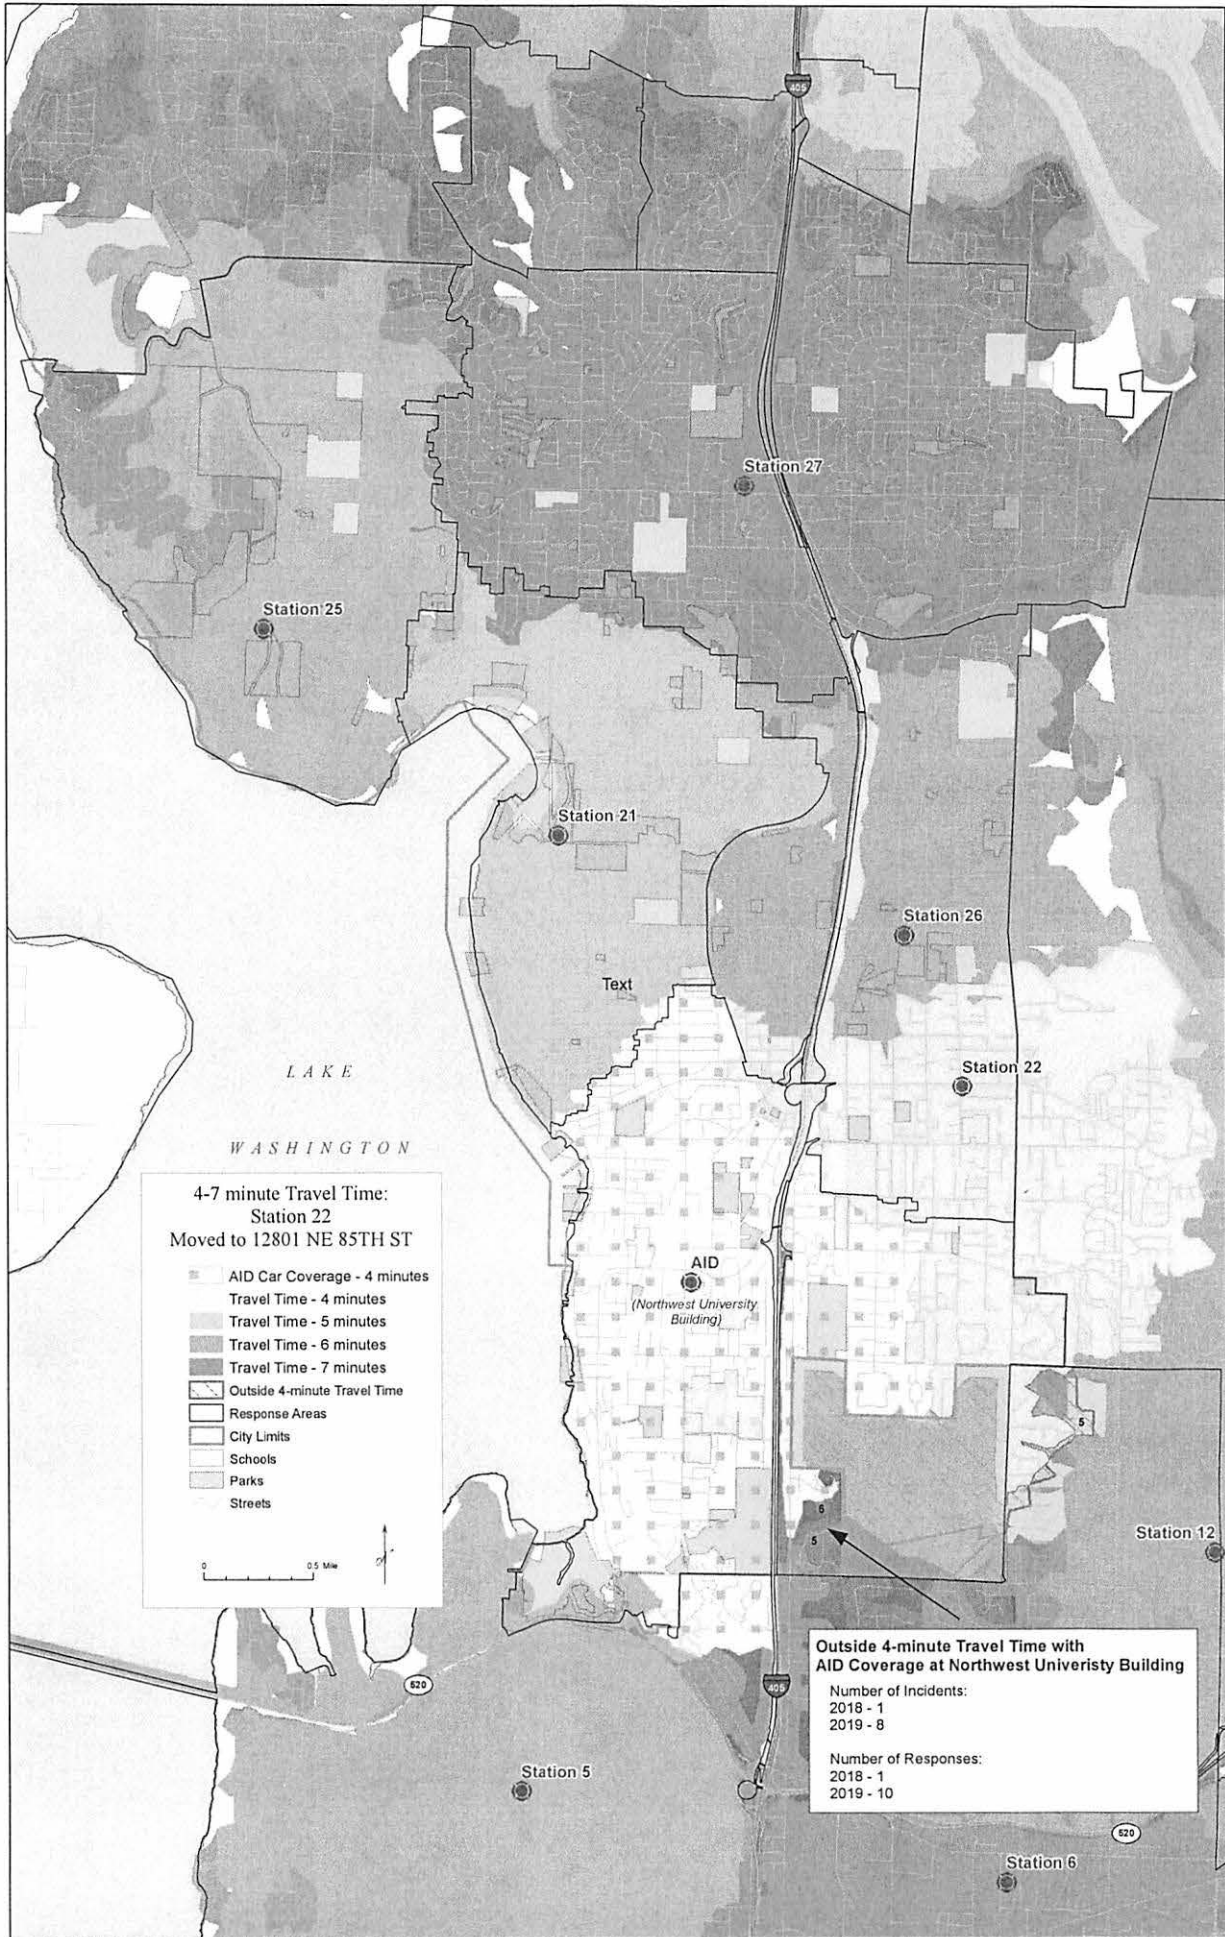 405
Station 27
Station 25
Station 21
Station 26
Text
Station 22
LAKE
WASHINGTON
4-7 minute Travel Time:
Station 22
Moved to 12801 NE 85TH ST
AID Car Coverage - 4 minutes
Travel Time - 4 minutes
Travel Time - 5 minutes
Travel Time - 6 minutes
Travel Time - 7 minutes
Outside 4-minute Travel Time
Response Areas
City Limits
Schools
Parks
Streets
0 0.5 Mile
AID
(Northwest University
Building)
5
6
5
Station 12
Outside 4-minute Travel Time with
AID Coverage at Northwest Univeristy Building
Number of Incidents:
2018 - 1
2019 - 8
Number of Responses:
2018 - 1
2019 - 10
520
405
Station 5
520
Station 6